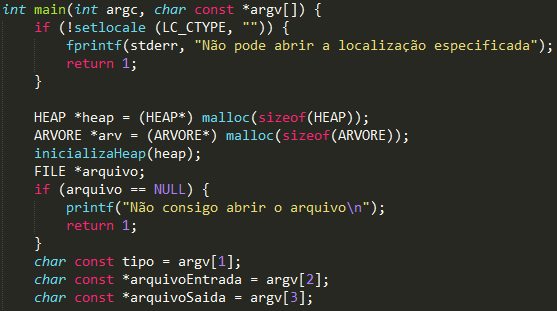 int main(int argc, char const *argv[]) {
    if (!setlocale (LC_CTYPE, "")) {
        fprintf(stderr, "Não pode abrir a localização especificada");
        return 1;
    }

    HEAP *heap = (HEAP*) malloc(sizeof(HEAP));
    ARVORE *arv = (ARVORE*) malloc(sizeof(ARVORE));
    inicializaHeap(heap);
    FILE *arquivo;
    if (arquivo == NULL) {
        printf("Não consigo abrir o arquivo\n");
        return 1;
    }
    char const tipo = argv[1];
    char const *arquivoEntrada = argv[2];
    char const *arquivoSaida = argv[3];